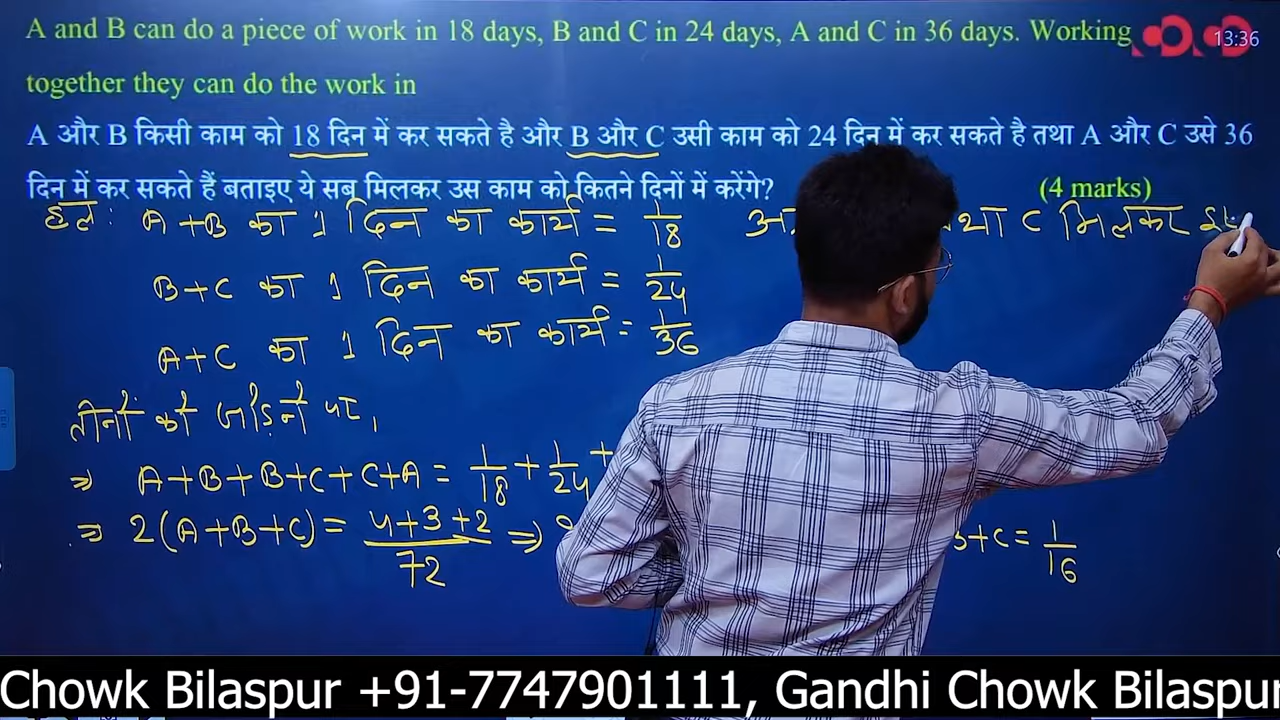 A and B can do a piece of work in 18 days, B and C in 24 days, A and C in 36 days. Working
13:36
together they can do the work in
A और B किसी काम को 18 दिन में कर सकते है और B और C उसी काम को 24 दिन में कर सकते है तथा A और C उसे 36
दिन में कर सकते हैं बताइए ये सब मिलकर उस काम को कितने दिनों में करेंगे?
(4 marks)
हल: A+B का 1 दिन का कार्य = 1/18
C मिलकर
B+C का 1 दिन का कार्य = 1/24
A+C का 1 दिन का कार्य = 1/36
तीनों को जोड़ने पर,
⇒ A+B+B+C+C+A = 1/18 + 1/24 +
⇒ 2(A+B+C) = 4+3+2/72 ⇒
+C = 1/16
Chowk Bilaspur +91-7747901111, Gandhi Chowk Bilaspur